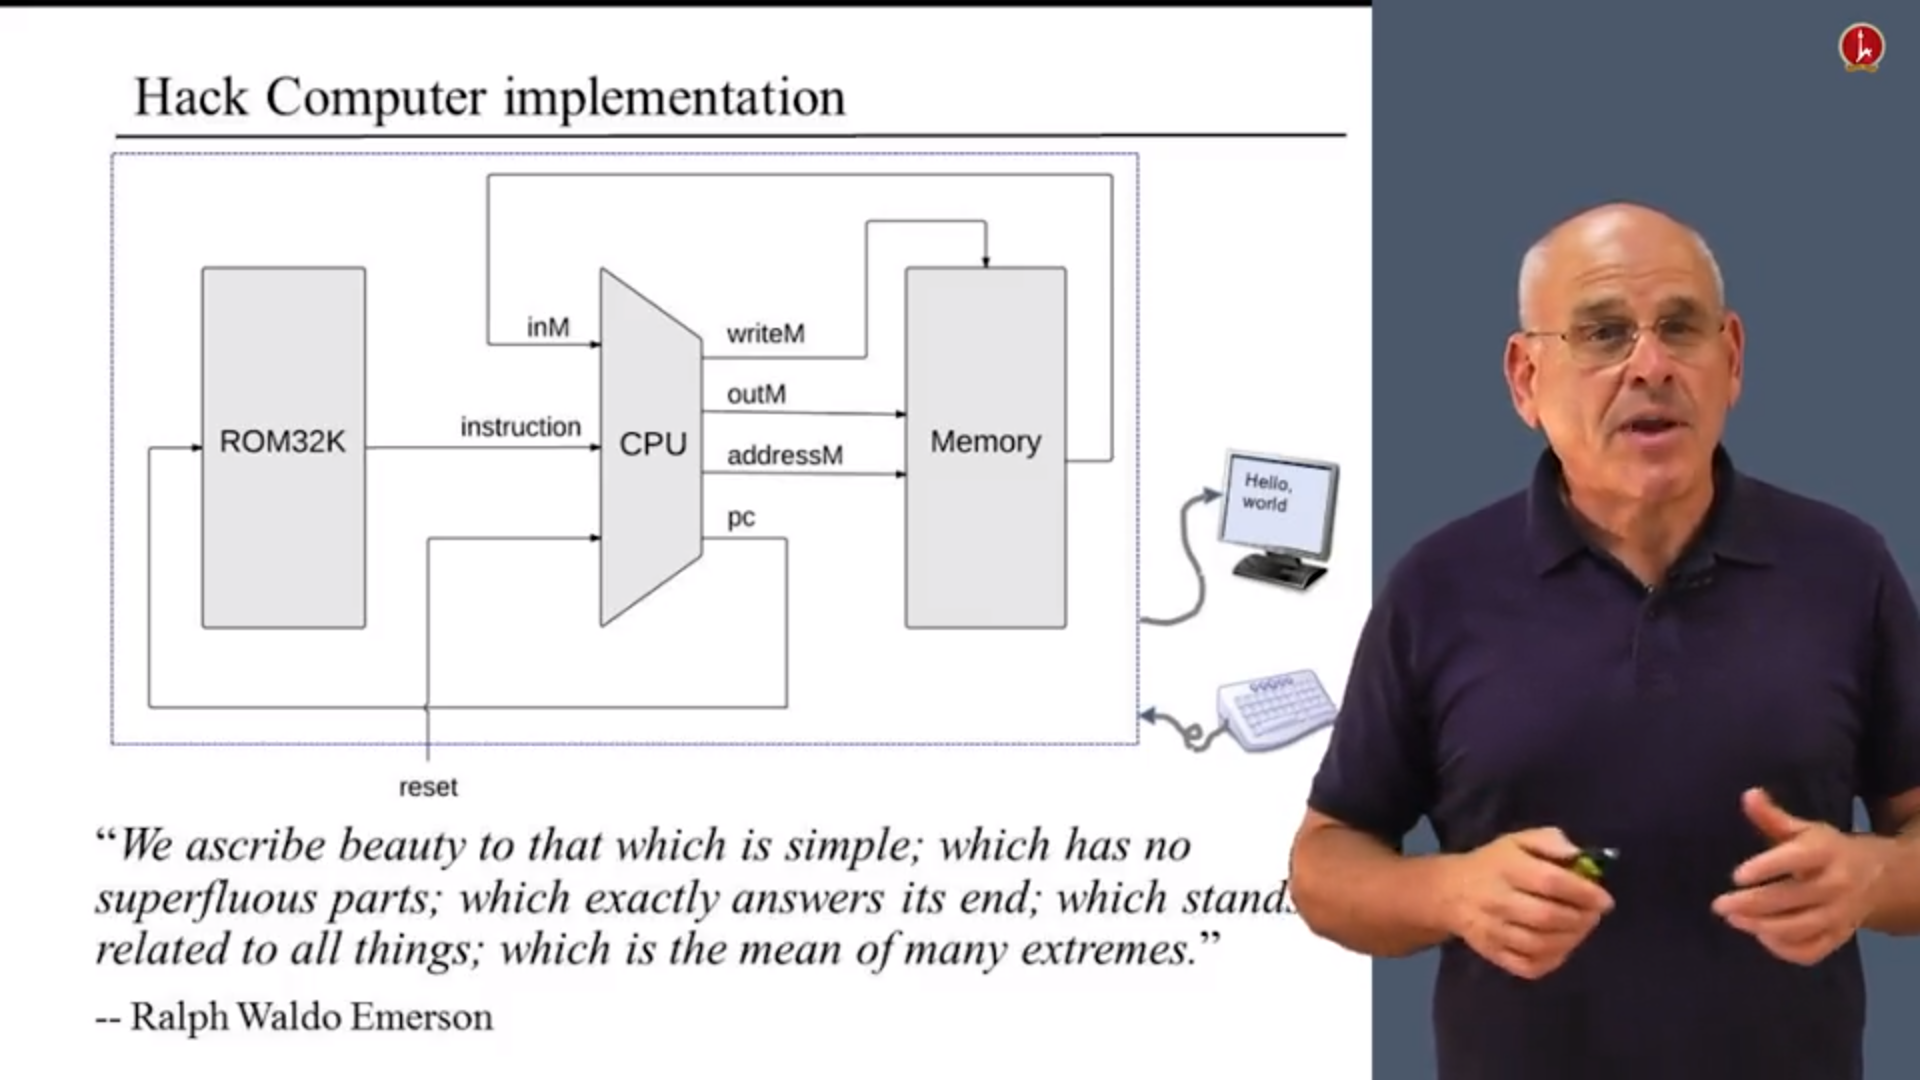 Hack Computer implementation
inM
writeM
outM
instruction
ROM32K
CPU
Memory
addressM
pc
Hello,
world
reset
“We ascribe beauty to that which is simple; which has no
superfluous parts; which exactly answers its end; which stands
related to all things; which is the mean of many extremes.”
-- Ralph Waldo Emerson